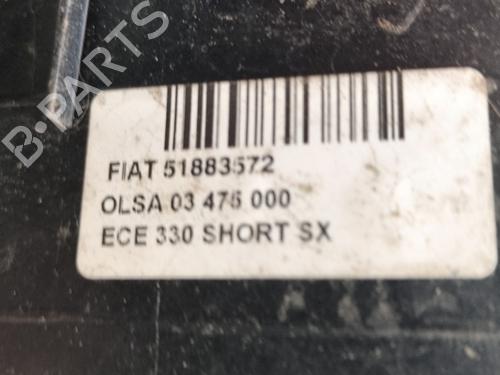 B-PARTS
FIAT 51883572
OLSA 03 475 000
ECE 330 SHORT SX